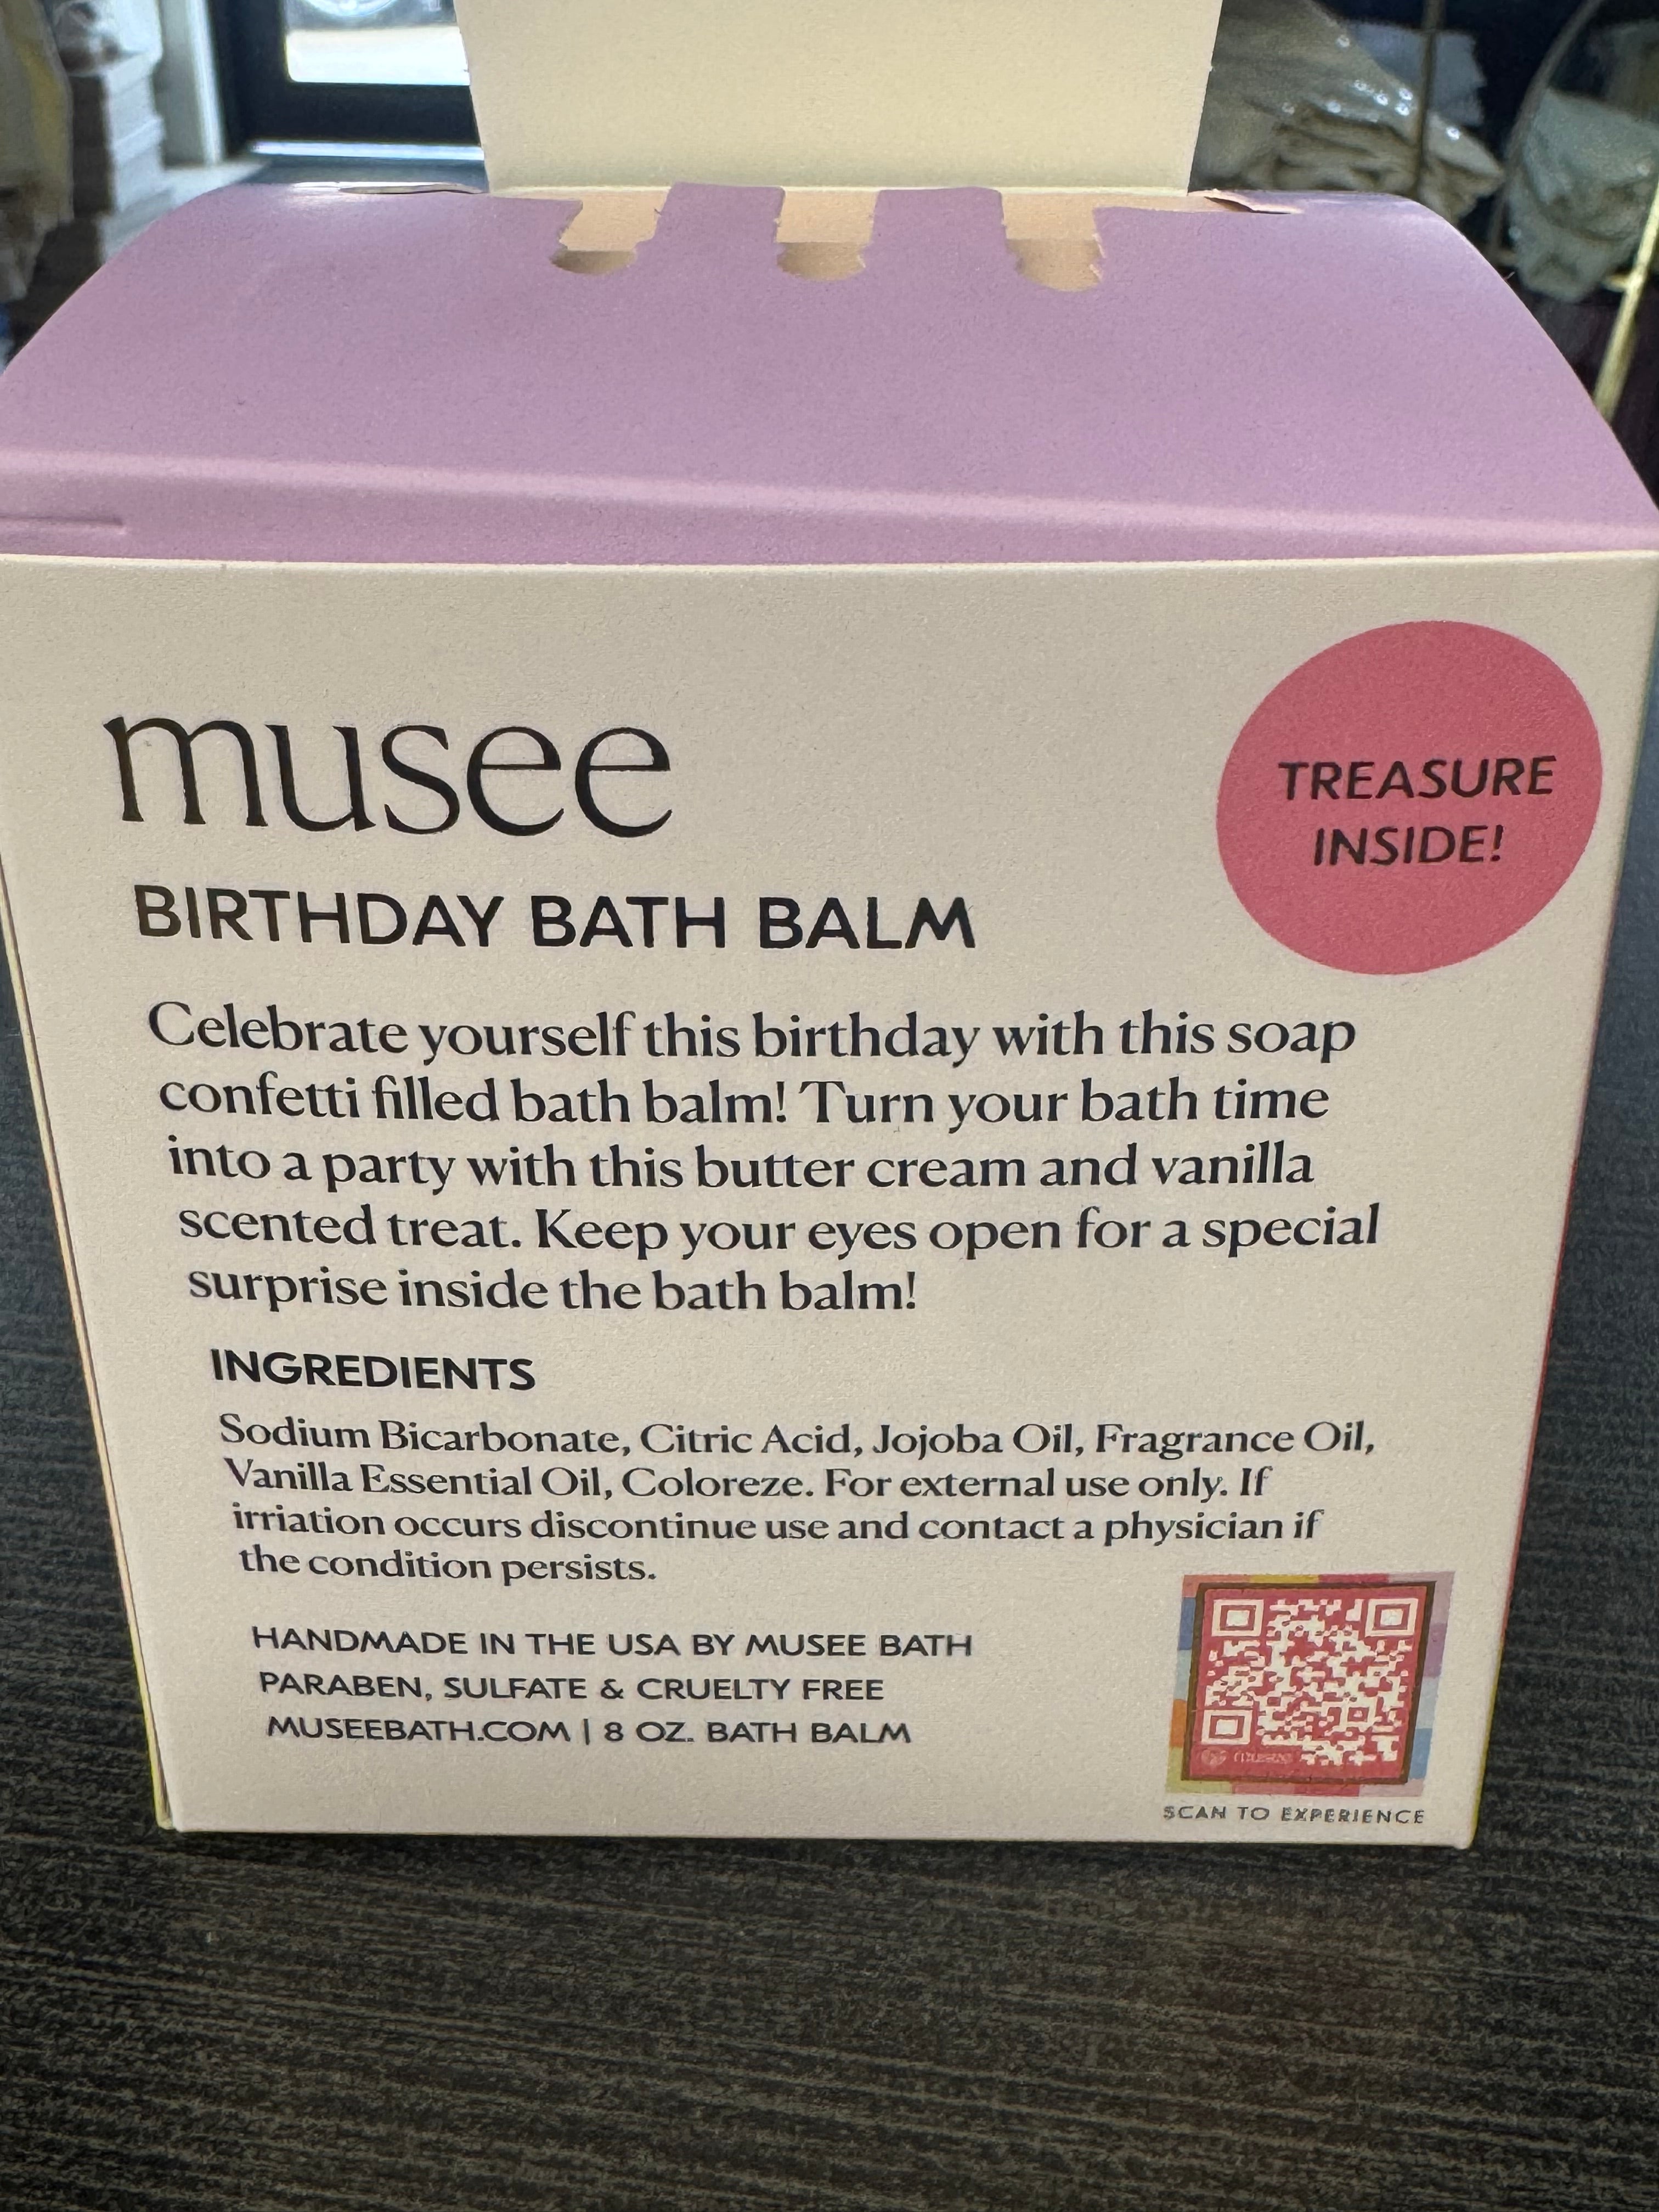 musee
TREASURE
INSIDE!
BIRTHDAY BATH BALM
Celebrate yourself this birthday with this soap
confetti filled bath balm! Turn your bath time
into a party with this butter cream and vanilla
scented treat. Keep your eyes open for a special
surprise inside the bath balm!
INGREDIENTS
Sodium Bicarbonate, Citric Acid, Jojoba Oil, Fragrance Oil,
Vanilla Essential Oil, Coloreze. For external use only. If
irriation occurs discontinue use and contact a physician if
the condition persists.
HANDMADE IN THE USA BY MUSEE BATH
PARABEN, SULFATE & CRUELTY FREE
MUSEEBATH.COM | 8 OZ. BATH BALM
musee
SCAN TO EXPERIENCE